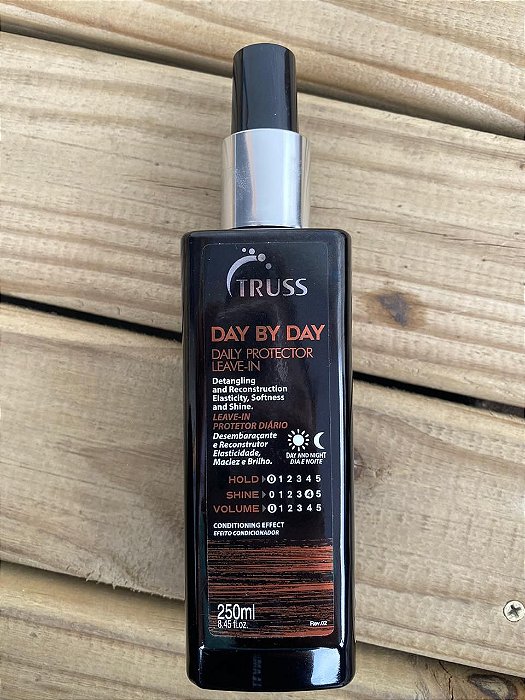 TRUSS
DAY BY DAY
DAILY PROTECTOR
LEAVE-IN
Detangling
and Reconstruction
Elasticity, Softness
and Shine.
LEAVE-IN
PROTETOR DIÁRIO
Desembaraçante
e Reconstrutor
Elasticidade,
Maciez e Brilho.
DAY AND NIGHT
DIA E NOITE
HOLD 0 1 2 3 4 5
SHINE 0 1 2 3 4 5
VOLUME 0 1 2 3 4 5
CONDITIONING EFFECT
EFEITO CONDICIONADOR
250ml
8.45 fl.oz.
Rev.02